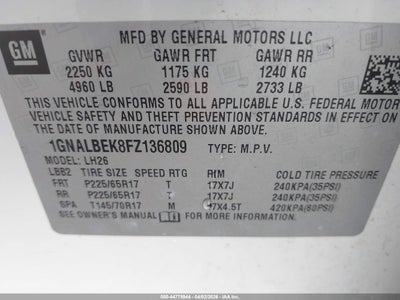 GM
MFD BY GENERAL MOTORS LLC
GVWR GAWR FRT GAWR RR
2250 KG 1175 KG 1240 KG
4960 LB 2590 LB 2733 LB
THIS VEHICLE CONFORMS TO ALL APPLICABLE U.S. FEDERAL MOTOR
VEHICLE SAFETY AND THEFT PREVENTION STANDARDS IN EFFECT
ON THE DATE OF MANUFACTURE SHOWN ABOVE.
1GNALBEK8FZ136809 TYPE: M.P.V.
MODEL: LH26
LBB2 TIRE SIZE SPEED RTG RIM COLD TIRE PRESSURE
FRT P225/65R17 T 17X7J 240KPA(35PSI)
RR P225/65R17 T 17X7J 240KPA(35PSI)
SPA T145/70R17 M 17X4.5T 420KPA(60PSI)
SEE OWNER'S MANUAL FOR MORE INFORMATION.